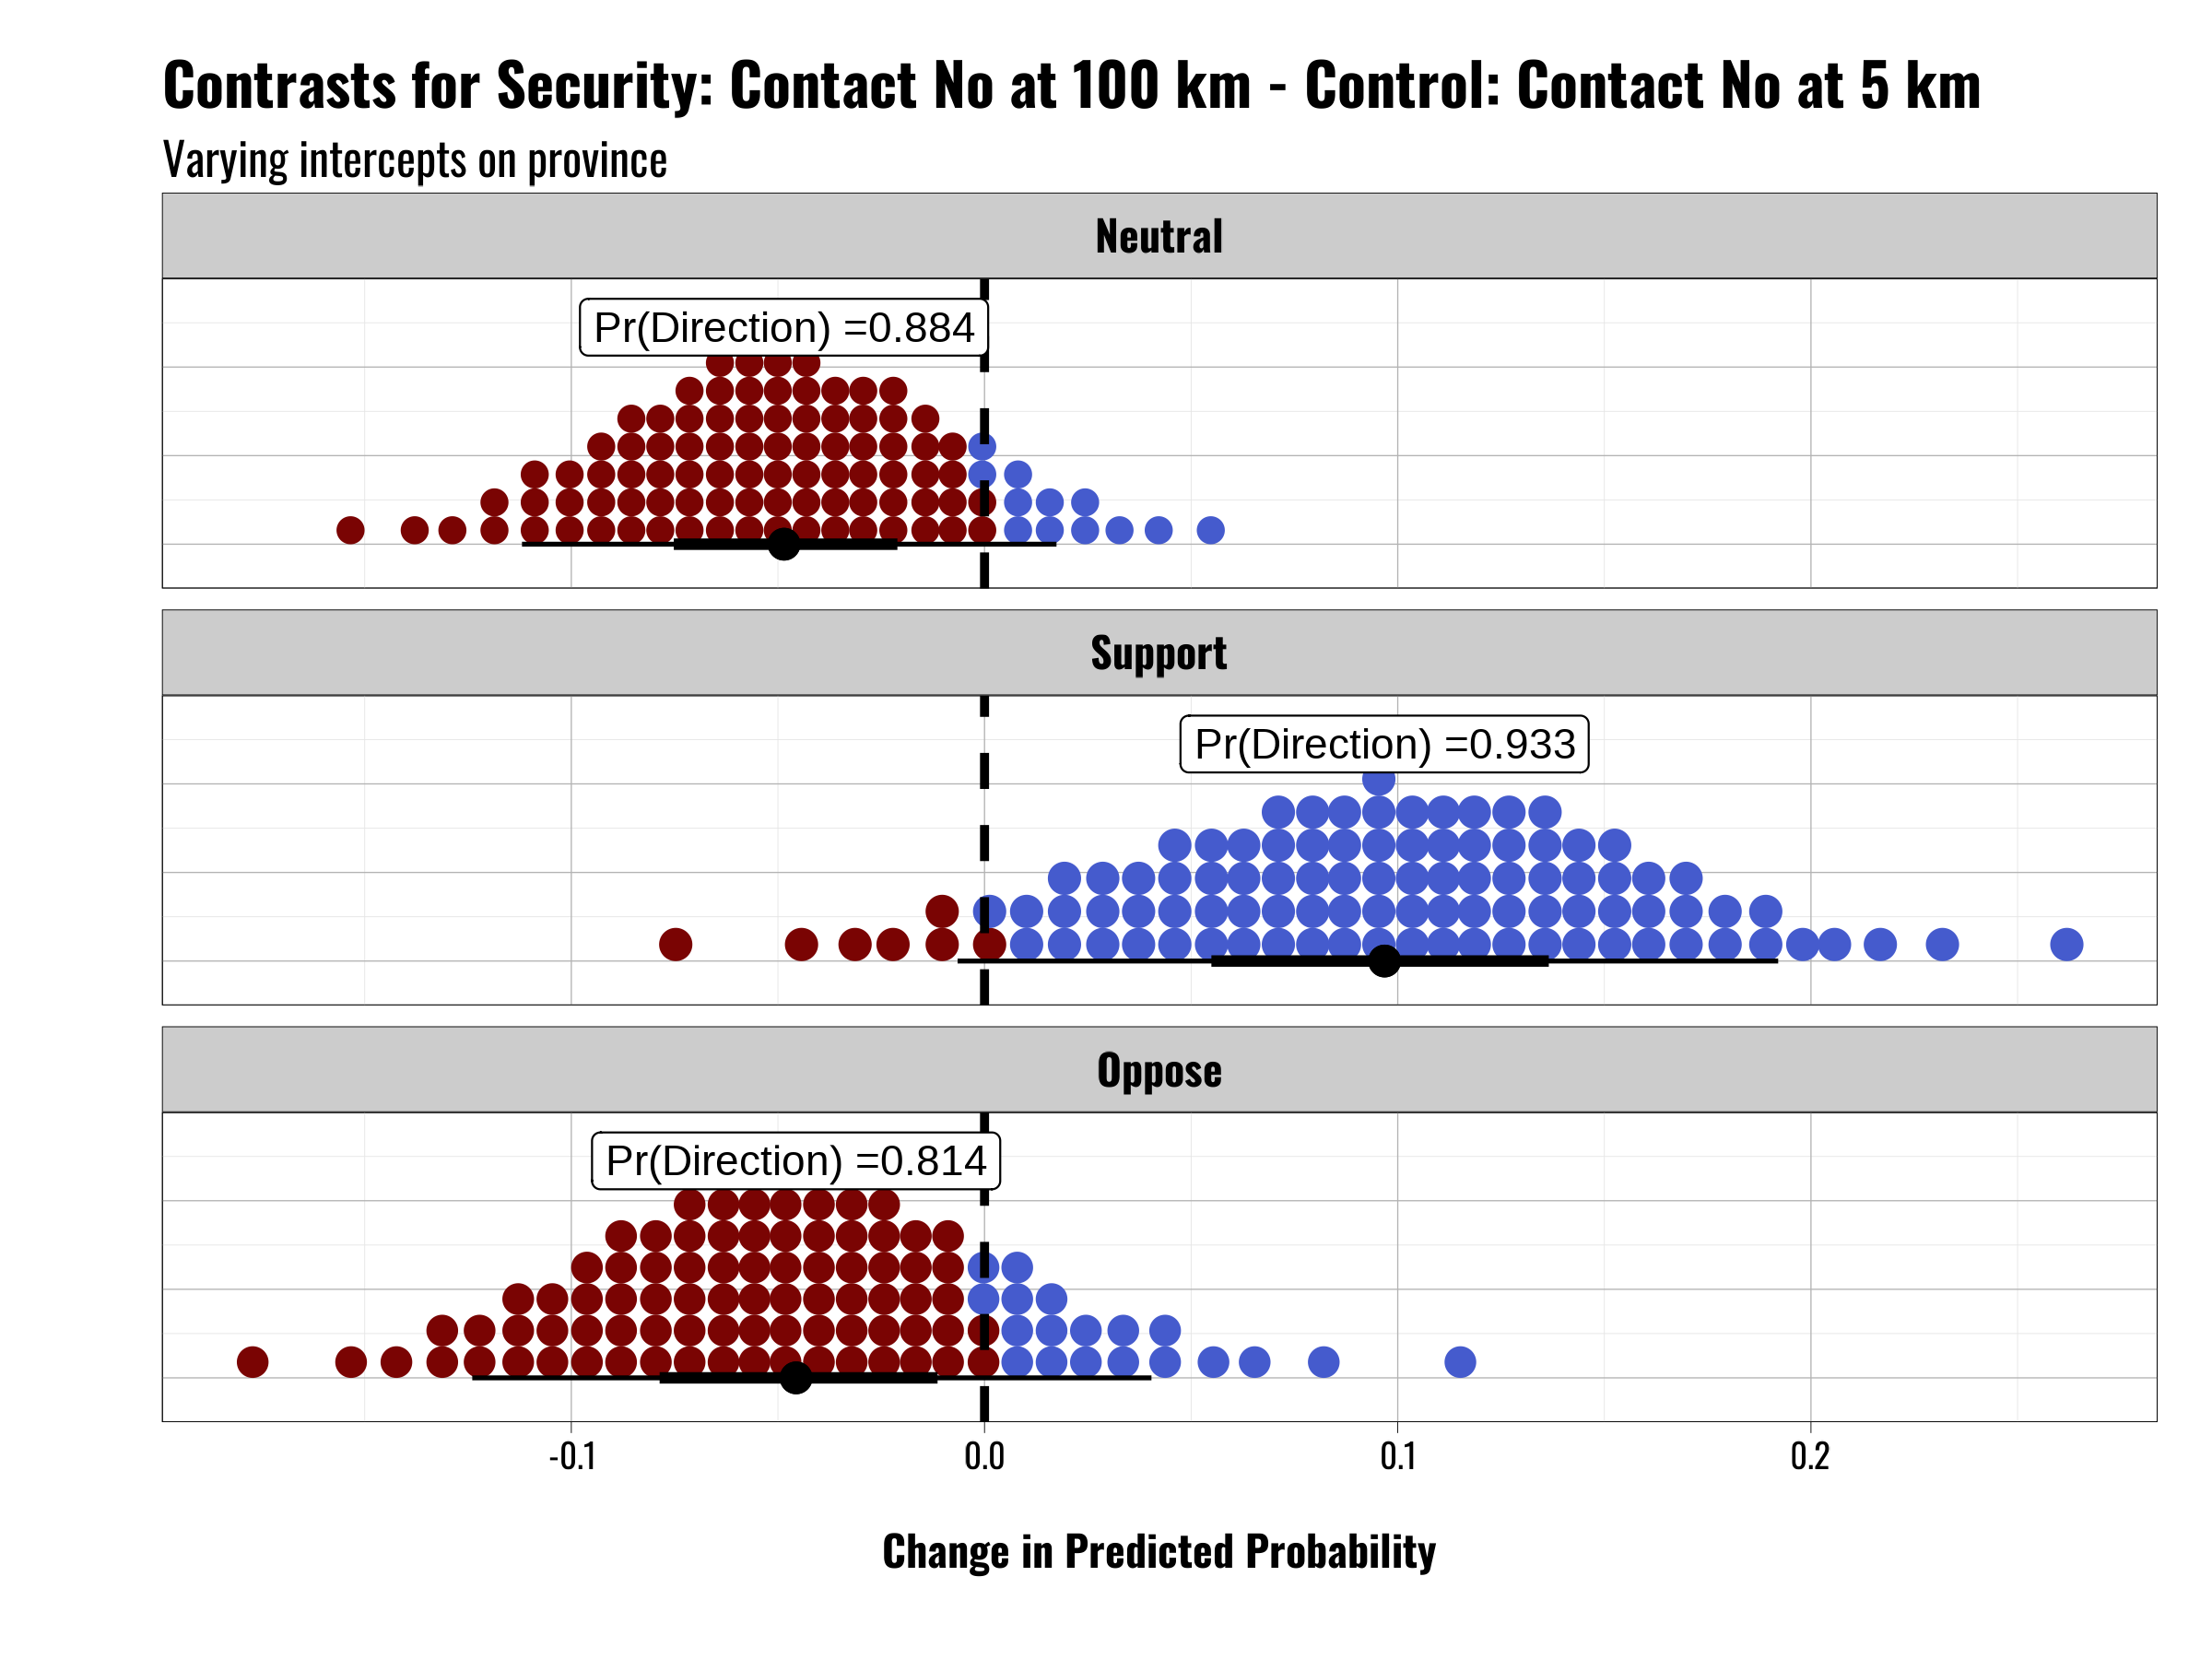 Contrasts for Security: Contact No at 100 km - Control: Contact No at 5 km
Varying intercepts on province
Neutral
Pr(Direction) =0.884
Support
Pr(Direction) =0.933
Oppose
Pr(Direction) =0.814
-0.1 0.0 0.1 0.2
Change in Predicted Probability